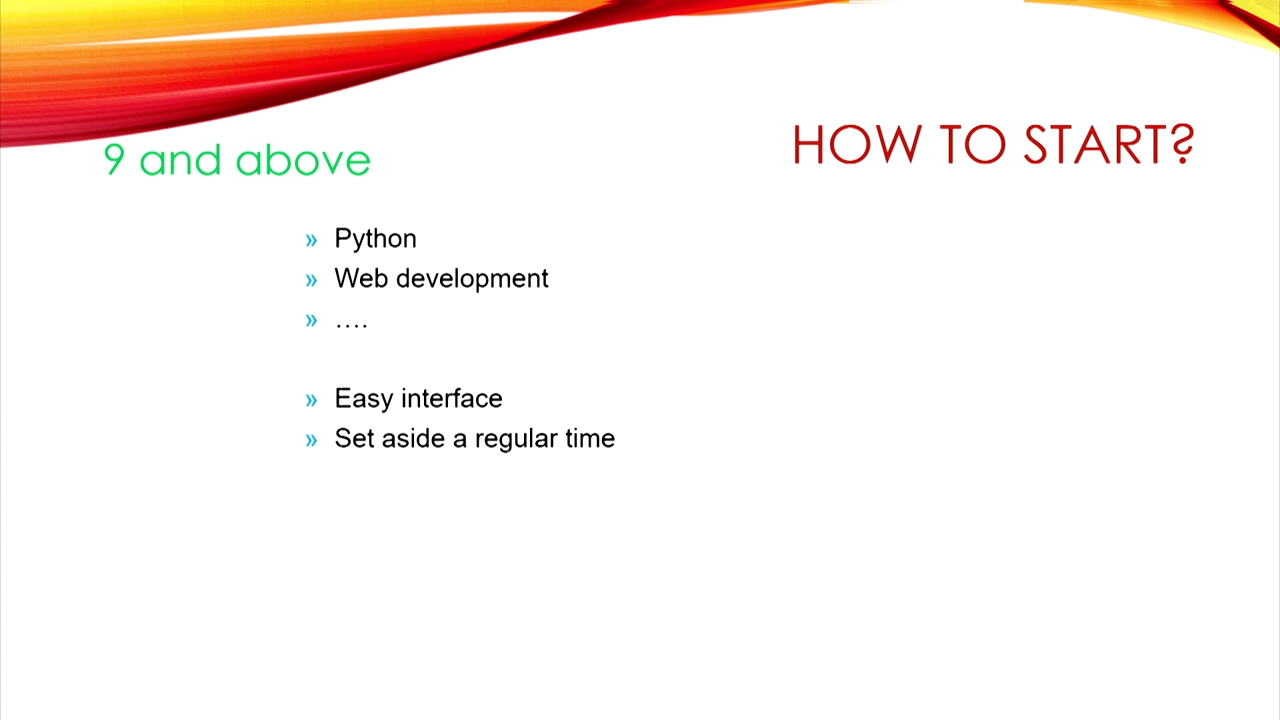 HOW TO START?
9 and above
» Python
» Web development
» ….
» Easy interface
» Set aside a regular time